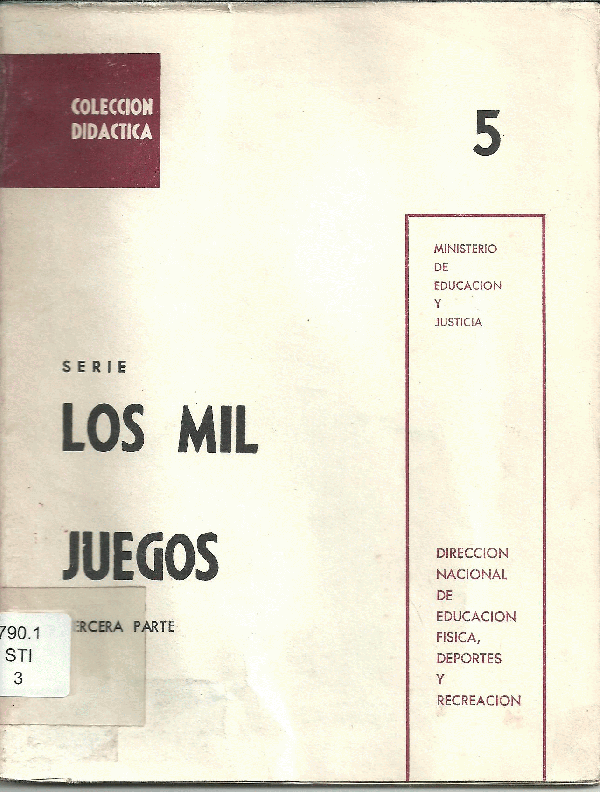 COLECCION
DIDACTICA
5
MINISTERIO
DE
EDUCACION
Y
JUSTICIA
SERIE
LOS MIL
JUEGOS
TERCERA PARTE
790.1
STI
3
DIRECCION
NACIONAL
DE
EDUCACION
FISICA,
DEPORTES
Y
RECREACION